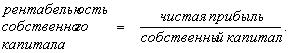 рентабельность
собственного
капитала
=
чистая прибыль
собственный капитал.